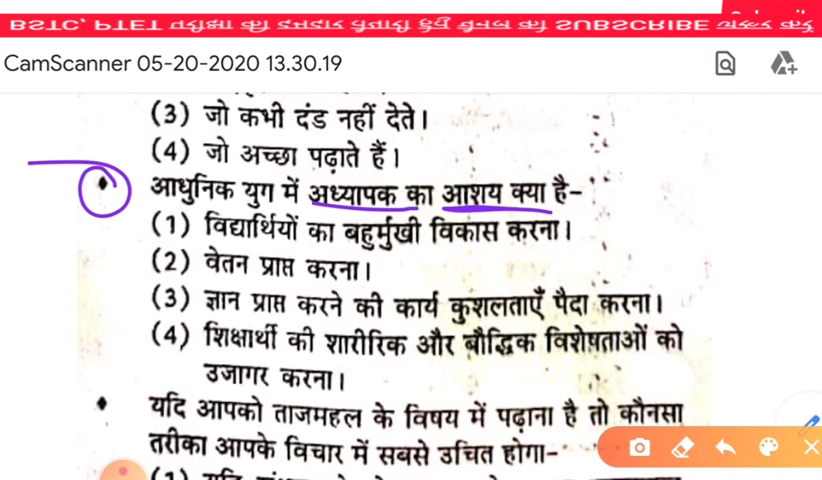 CamScanner 05-20-2020 13.30.19
(3) जो कभी दंड नहीं देते।
(4) जो अच्छा पढ़ाते हैं।
आधुनिक युग में अध्यापक का आशय क्या है-
(1) विद्यार्थियों का बहुर्मुखी विकास करना।
(2) वेतन प्राप्त करना।
(3) ज्ञान प्राप्त करने की कार्य कुशलताएँ पैदा करना।
(4) शिक्षार्थी की शारीरिक और बौद्धिक विशेषताओं को
उजागर करना।
यदि आपको ताजमहल के विषय में पढ़ाना है तो कौनसा
तरीका आपके विचार में सबसे उचित होगा-